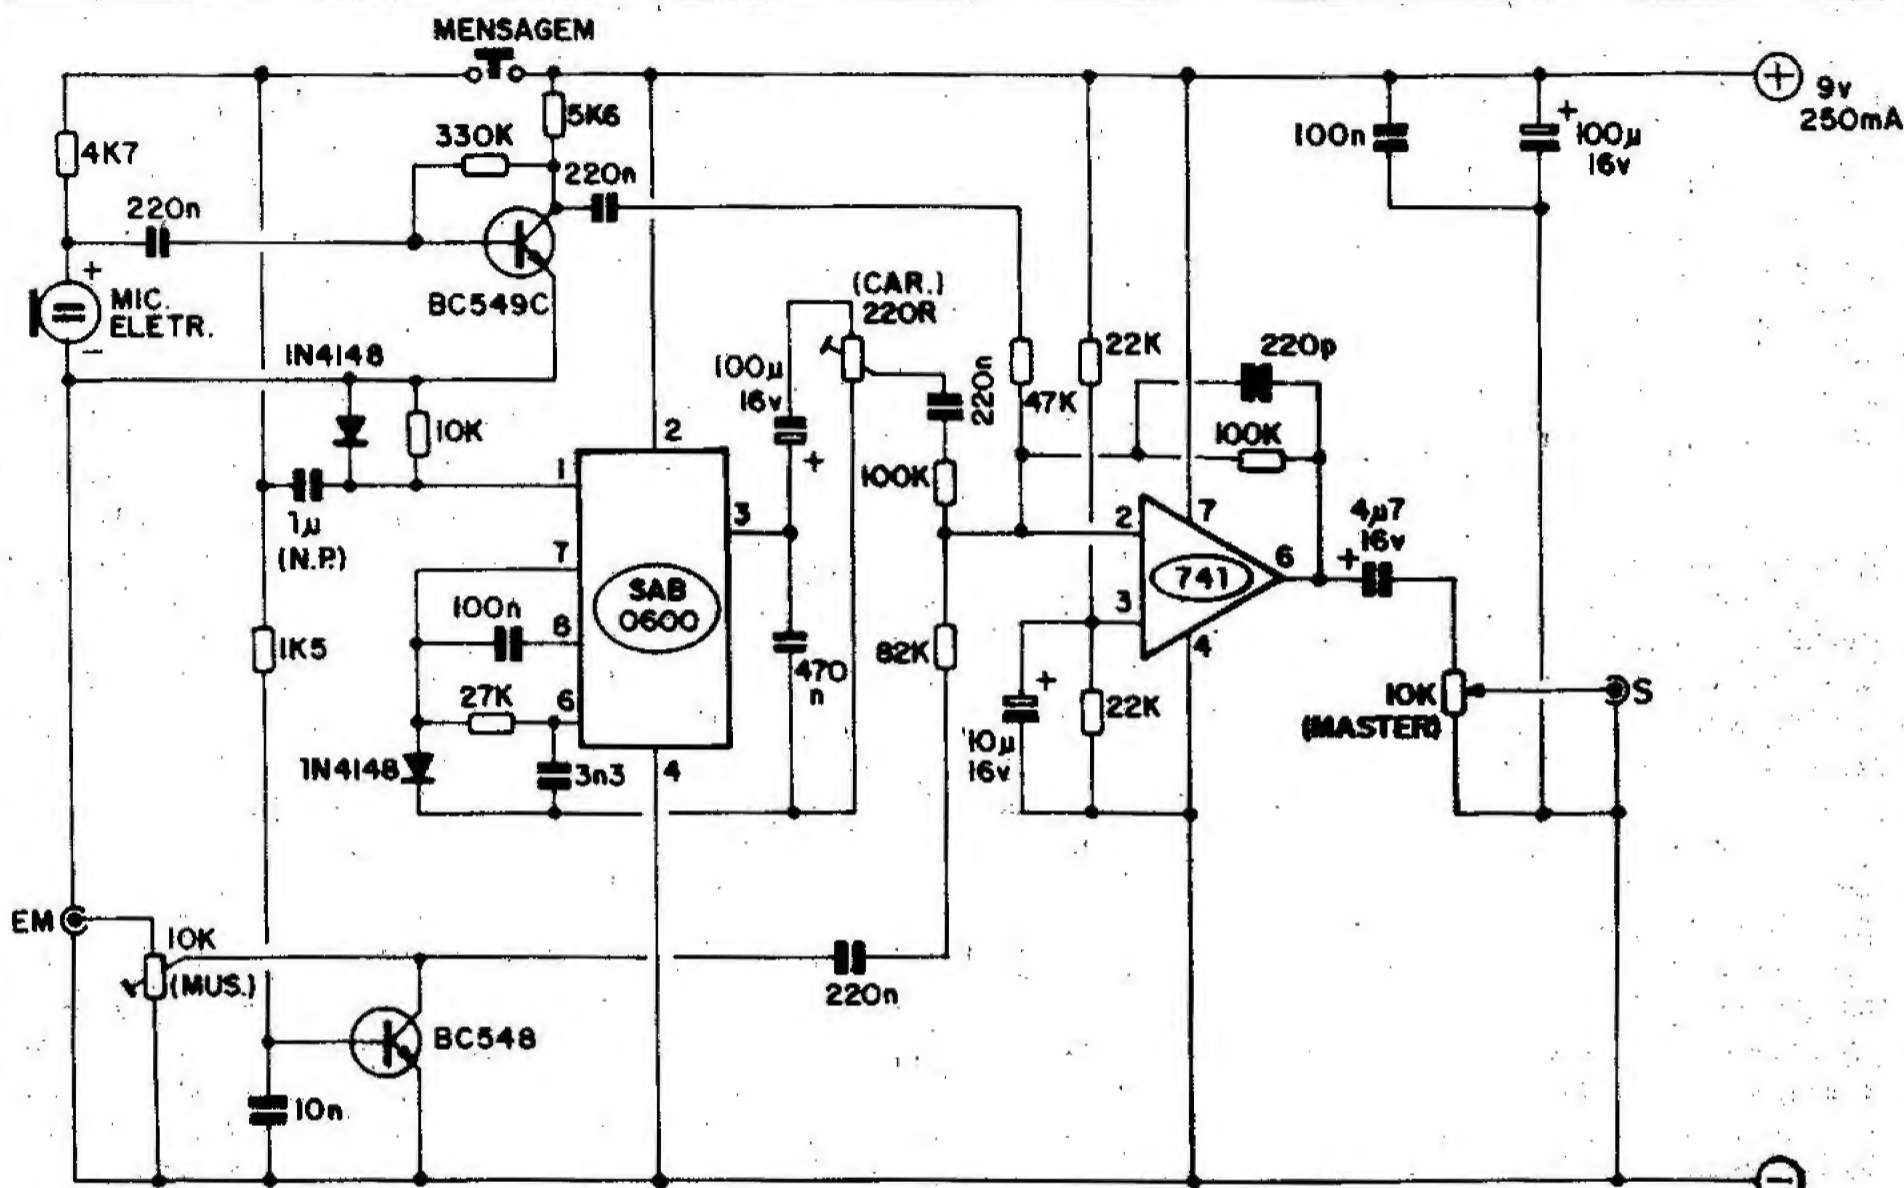 MENSAGEM
9v
250mA
4K7
330K
5K6
220n
220n
100n
+
100µ
16v
+
MIC.
ELETR.
−
BC549C
1N4148
10K
(CAR.)
220R
100µ
16v
+
220n
47K
22K
220p
100K
100K
1µ
(N.P.)
1
2
3
7
8
6
4
SAB
0600
100n
27K
1N4148
3n3
470
n
82K
1K5
2
7
3
6
4
741
4µ7
16v
+
+
10µ
16v
22K
10K
(MASTER)
S
EM
10K
(MUS.)
220n
BC548
10n